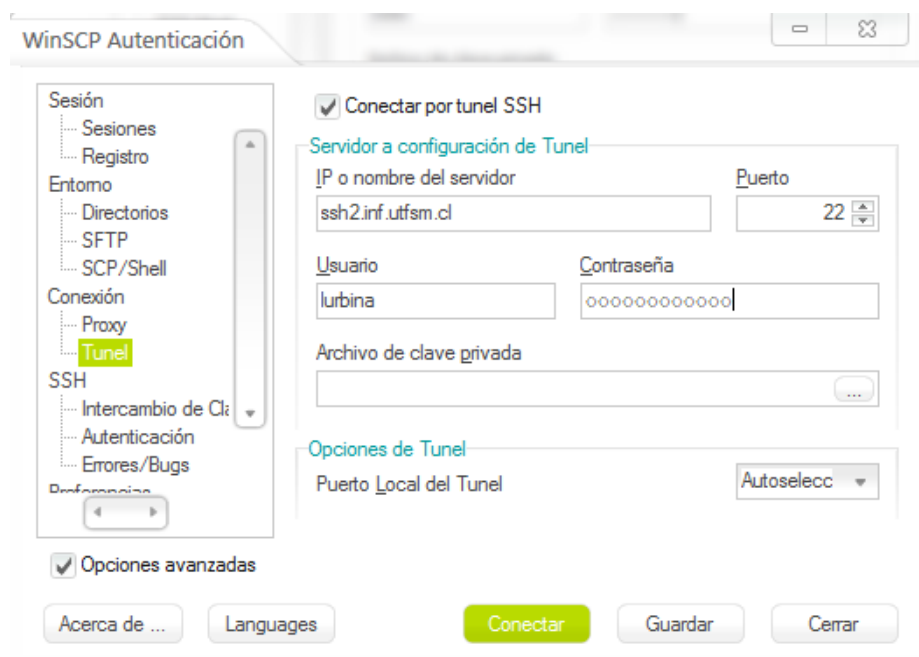 WinSCP Autenticación
Sesión
Sesiones
Registro
Entorno
Directorios
SFTP
SCP/Shell
Conexión
Proxy
Tunel
SSH
Intercambio de Cla
Autenticación
Errores/Bugs
Preferencias
Opciones avanzadas
Conectar por tunel SSH
Servidor a configuración de Tunel
IP o nombre del servidor
Puerto
ssh2.inf.utfsm.cl
22
Usuario
Contraseña
lurbina
oooooooooooo
Archivo de clave privada
...
Opciones de Tunel
Puerto Local del Tunel
Autoselecc
Acerca de ...
Languages
Conectar
Guardar
Cerrar